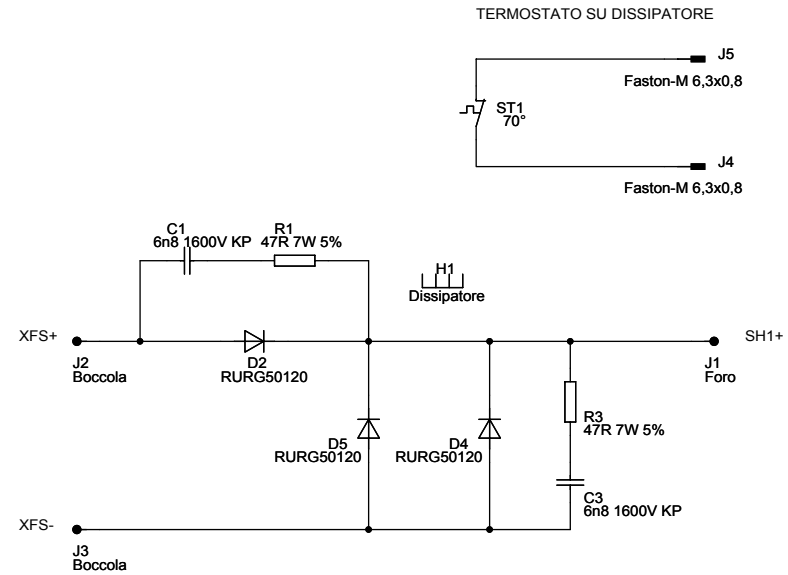 TERMOSTATO SU DISSIPATORE
J5
Faston-M 6,3x0,8
ST1
70°
J4
Faston-M 6,3x0,8
C1
6n8 1600V KP
R1
47R 7W 5%
H1
Dissipatore
XFS+
J2
Boccola
D2
RURG50120
SH1+
J1
Foro
D5
RURG50120
D4
RURG50120
R3
47R 7W 5%
C3
6n8 1600V KP
XFS-
J3
Boccola